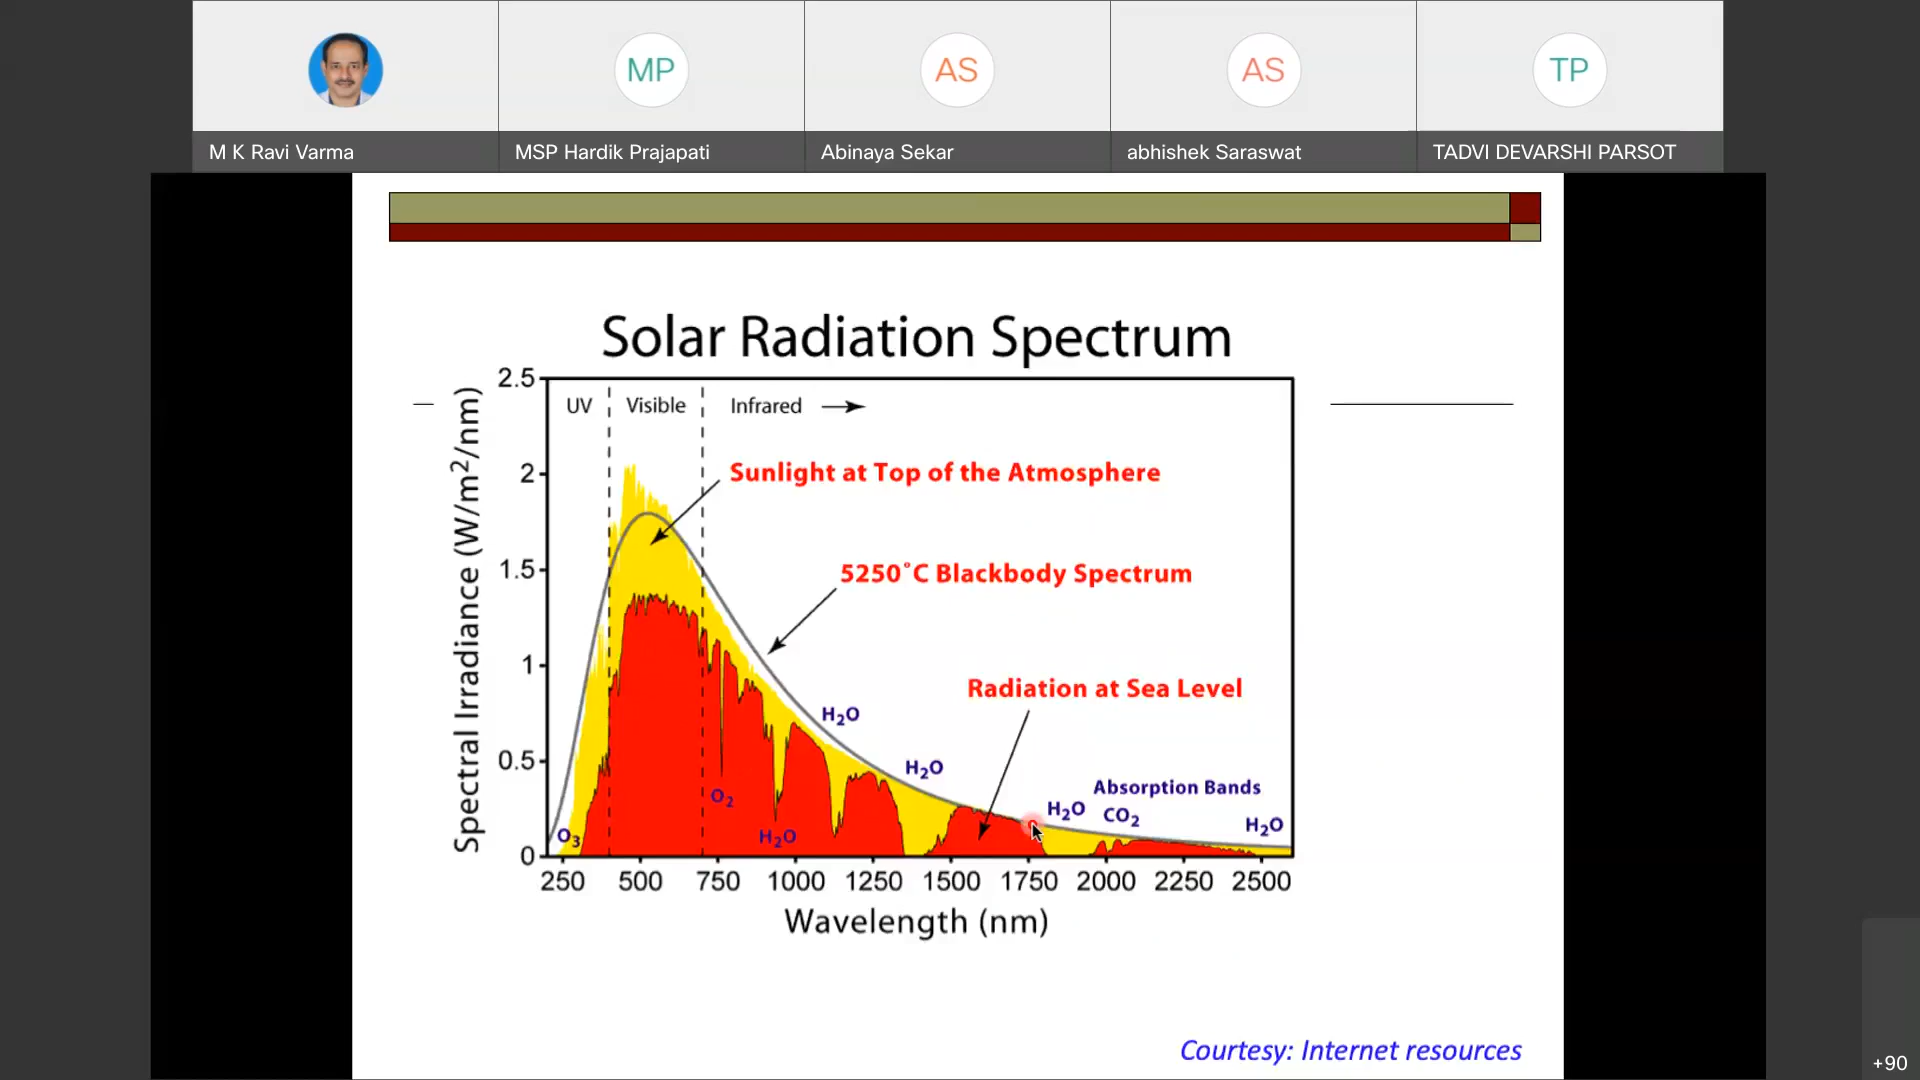 MP
AS
AS
TP
M K Ravi Varma
MSP Hardik Prajapati
Abinaya Sekar
abhishek Saraswat
TADVI DEVARSHI PARSOT
Solar Radiation Spectrum
UV
Visible
Infrared
Sunlight at Top of the Atmosphere
5250°C Blackbody Spectrum
Radiation at Sea Level
H₂O
H₂O
Absorption Bands
H₂O
CO₂
H₂O
O₂
H₂O
O₃
Spectral Irradiance (W/m²/nm)
2.5
2
1.5
1
0.5
0
250 500 750 1000 1250 1500 1750 2000 2250 2500
Wavelength (nm)
Courtesy: Internet resources
+90